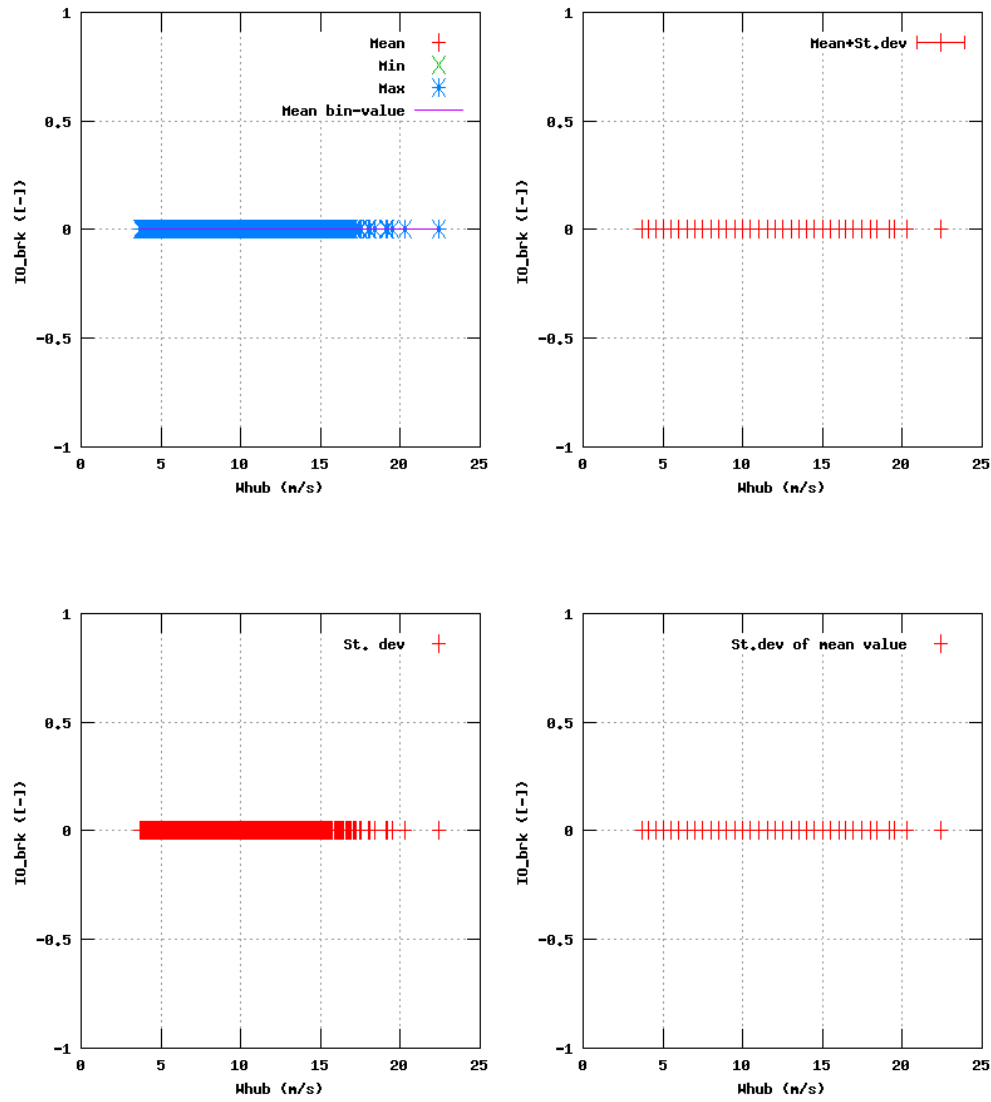 1
0.5
0
-0.5
-1
0 5 10 15 20 25
IO_brk ([-])
Whub (m/s)
Mean
Min
Max
Mean bin-value
1
0.5
0
-0.5
-1
0 5 10 15 20 25
IO_brk ([-])
Whub (m/s)
Mean+St.dev
1
0.5
0
-0.5
-1
0 5 10 15 20 25
IO_brk ([-])
Whub (m/s)
St. dev
1
0.5
0
-0.5
-1
0 5 10 15 20 25
IO_brk ([-])
Whub (m/s)
St.dev of mean value